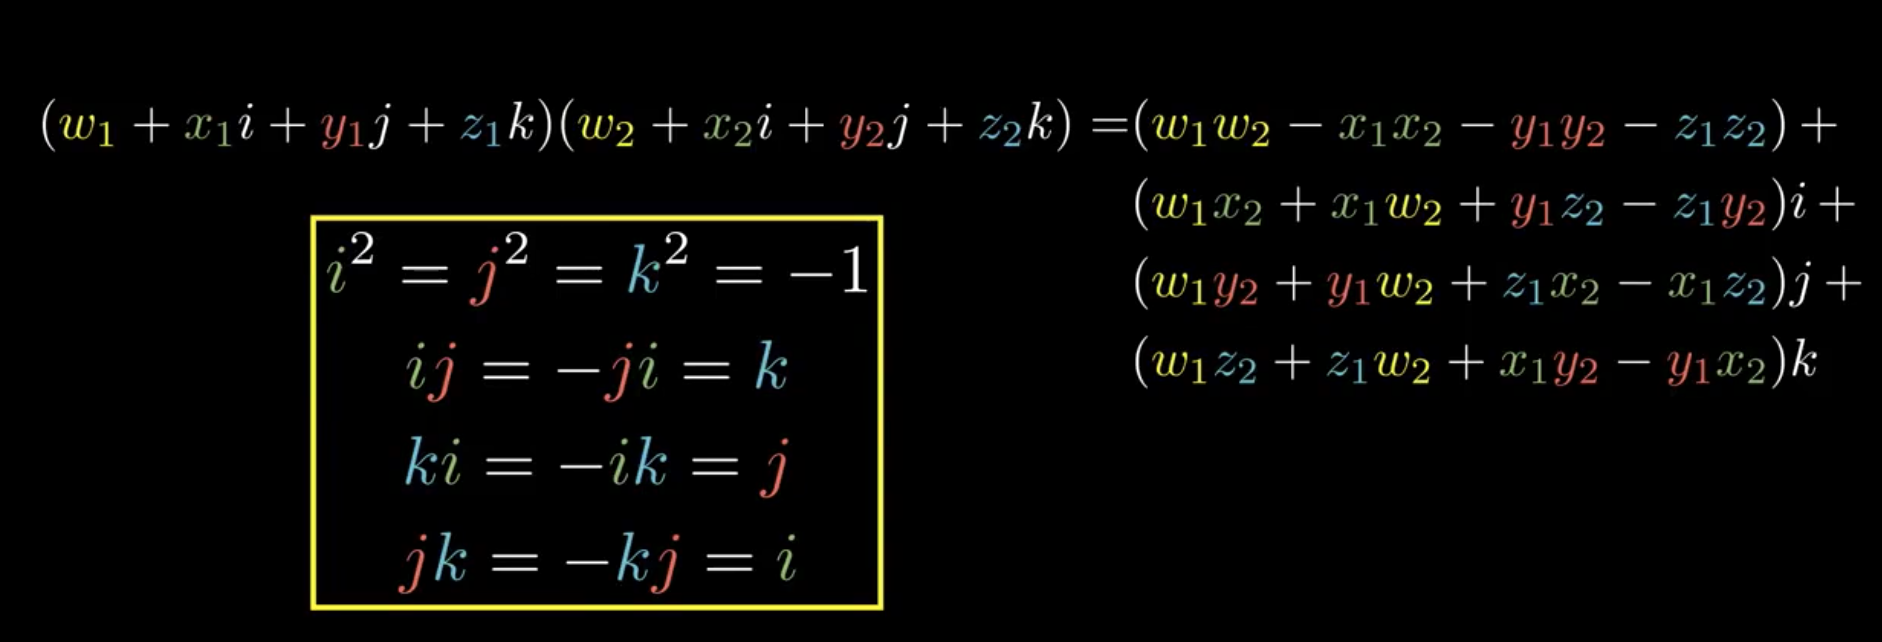 (w₁ + x₁i + y₁j + z₁k)(w₂ + x₂i + y₂j + z₂k) =(w₁w₂ − x₁x₂ − y₁y₂ − z₁z₂) +
(w₁x₂ + x₁w₂ + y₁z₂ − z₁y₂)i +
(w₁y₂ + y₁w₂ + z₁x₂ − x₁z₂)j +
(w₁z₂ + z₁w₂ + x₁y₂ − y₁x₂)k
i² = j² = k² = −1
ij = −ji = k
ki = −ik = j
jk = −kj = i